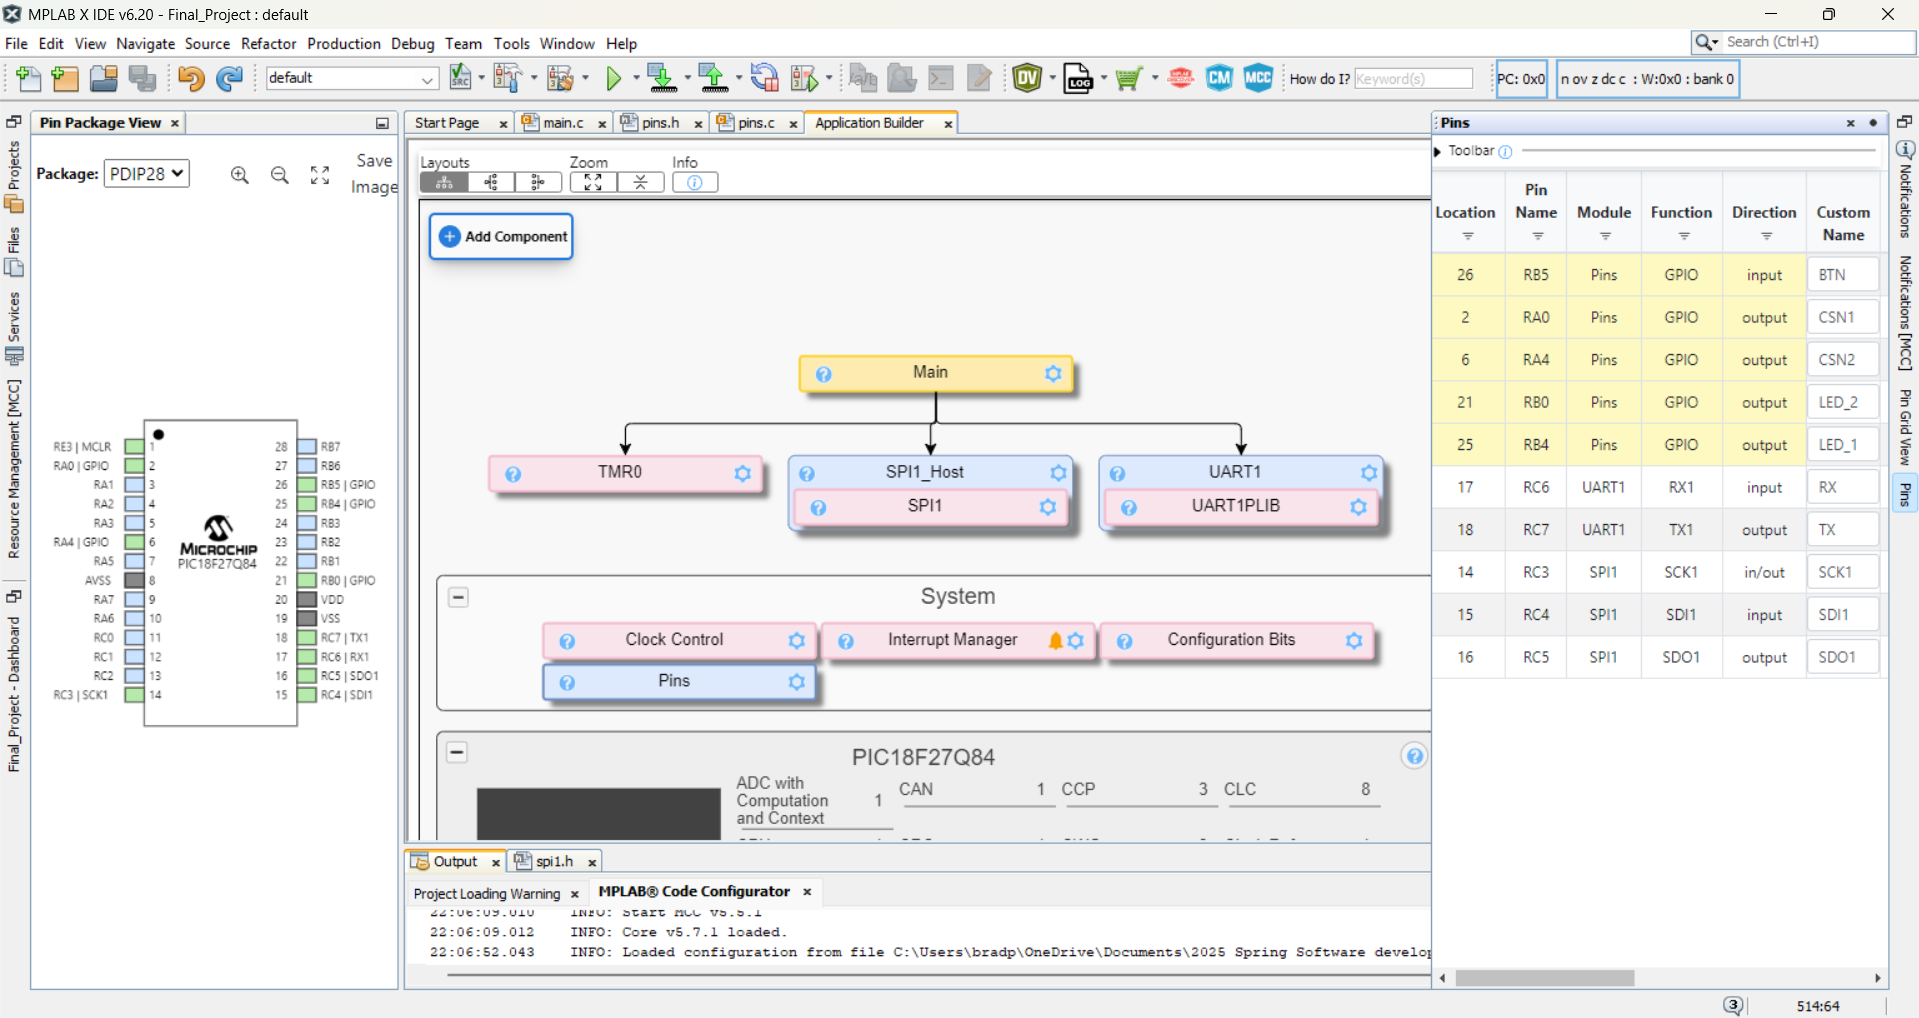 MPLAB X IDE v6.20 - Final_Project : default
File Edit View Navigate Source Refactor Production Debug Team Tools Window Help
Search (Ctrl+I)
default
How do I? Keyword(s)
PC: 0x0
n ov z dc c : W:0x0 : bank 0
Projects
Files
Services
Resource Management [MCC]
Final_Project - Dashboard
Pin Package View
Package: PDIP28
Save Image
RE3 | MCLR 1 28 RB7
RA0 | GPIO 2 27 RB6
RA1 3 26 RB5 | GPIO
RA2 4 25 RB4 | GPIO
RA3 5 24 RB3
RA4 | GPIO 6 23 RB2
RA5 7 22 RB1
AVSS 8 21 RB0 | GPIO
RA7 9 20 VDD
RA6 10 19 VSS
RC0 11 18 RC7 | TX1
RC1 12 17 RC6 | RX1
RC2 13 16 RC5 | SDO1
RC3 | SCK1 14 15 RC4 | SDI1
MICROCHIP
PIC18F27Q84
Start Page main.c pins.h pins.c Application Builder
Layouts Zoom Info
Add Component
Main
TMR0 SPI1_Host UART1
SPI1 UART1PLIB
System
Clock Control Interrupt Manager Configuration Bits
Pins
PIC18F27Q84
ADC with Computation and Context 1 CAN 1 CCP 3 CLC 8
Output spi1.h
Project Loading Warning MPLAB® Code Configurator
22:06:09.010 INFO: Start MCC v5.5.1
22:06:09.012 INFO: Core v5.7.1 loaded.
22:06:52.043 INFO: Loaded configuration from file C:\Users\bradp\OneDrive\Documents\2025 Spring Software develop
Pins
Toolbar
Location Pin Name Module Function Direction Custom Name
26 RB5 Pins GPIO input BTN
2 RA0 Pins GPIO output CSN1
6 RA4 Pins GPIO output CSN2
21 RB0 Pins GPIO output LED_2
25 RB4 Pins GPIO output LED_1
17 RC6 UART1 RX1 input RX
18 RC7 UART1 TX1 output TX
14 RC3 SPI1 SCK1 in/out SCK1
15 RC4 SPI1 SDI1 input SDI1
16 RC5 SPI1 SDO1 output SDO1
Notifications
Notifications [MCC]
Pin Grid View
Pins
3
514:64